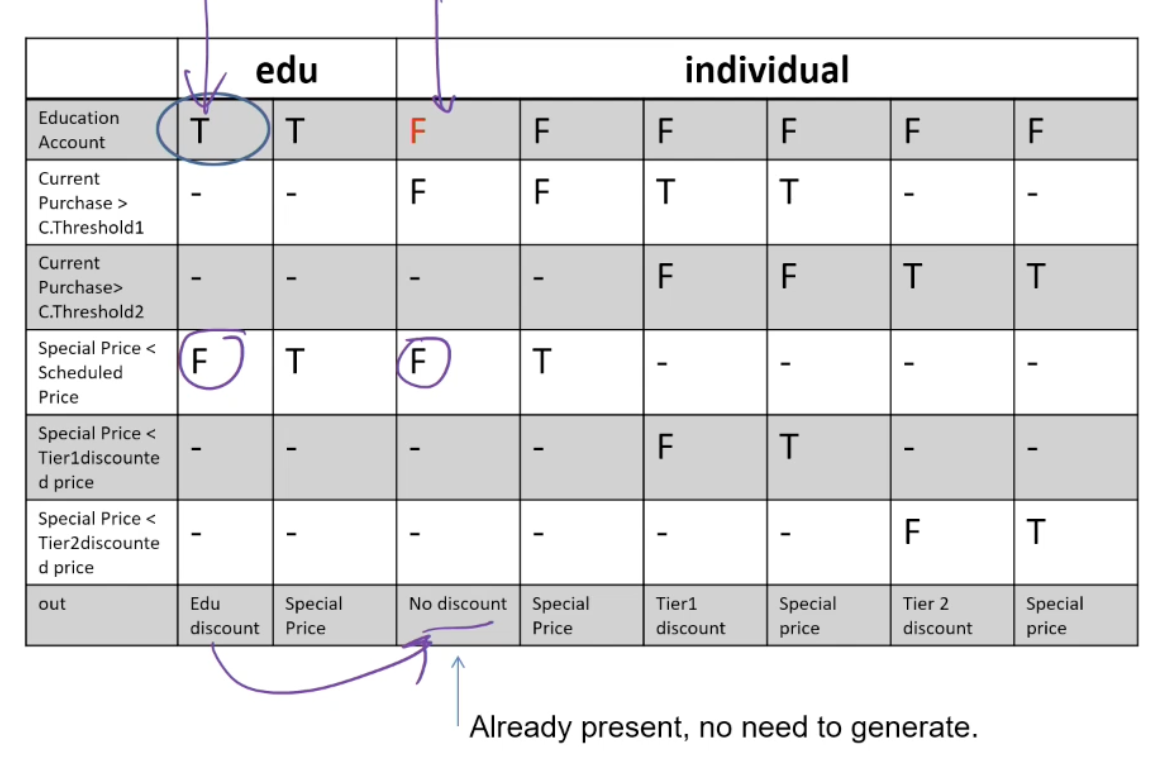 edu individual
Education Account T T F F F F F F
Current Purchase > C.Threshold1 - - F F T T - -
Current Purchase> C.Threshold2 - - - - F F T T
Special Price < Scheduled Price F T F T - - - -
Special Price < Tier1discounte d price - - - - F T - -
Special Price < Tier2discounte d price - - - - - - F T
out Edu discount Special Price No discount Special Price Tier1 discount Special price Tier 2 discount Special price
Already present, no need to generate.